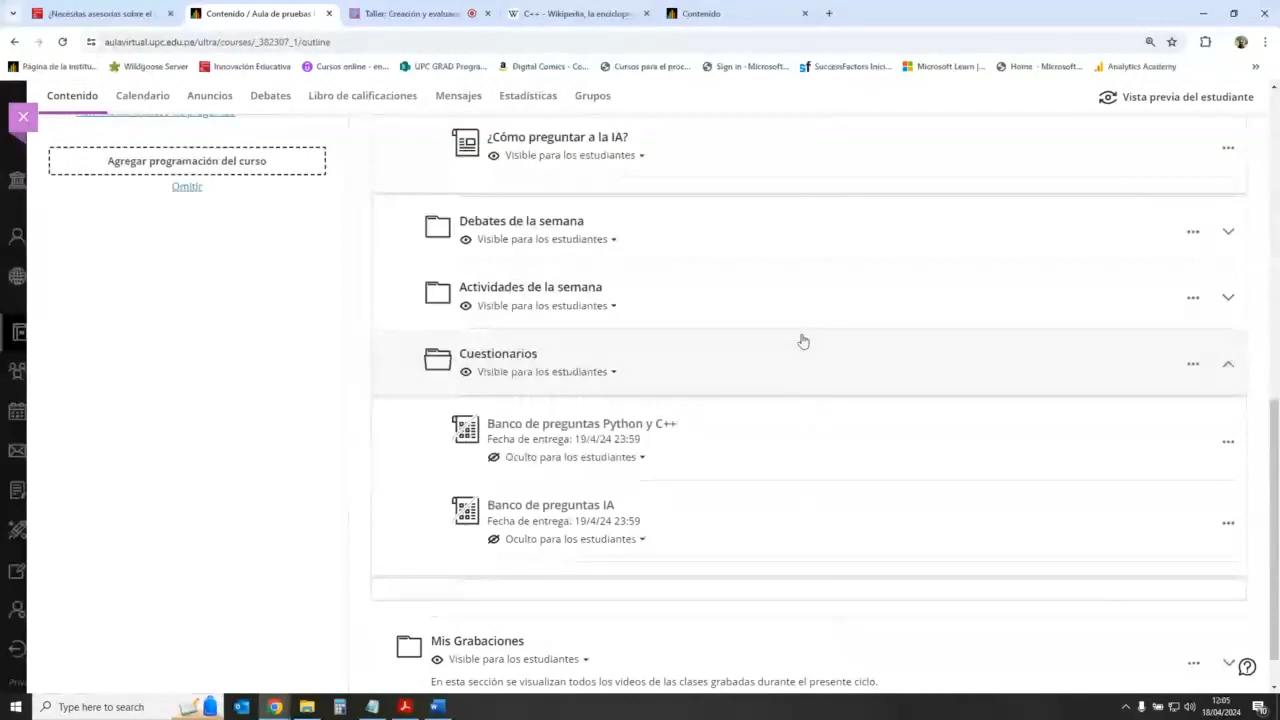 ¿Necesitas asesorías sobre el
Contenido / Aula de pruebas
Taller: Creación y evaluac
C++ - Wikipedia, la enciclop
Contenido
aulavirtual.upc.edu.pe/ultra/courses/_382307_1/outline
Página de la Institu...
Wildgoose Server
Innovación Educativa
Cursos online - en...
UPC GRAD Progra...
Digital Comics - Co...
Cursos para el proc...
Sign in - Microsoft...
SuccessFactors Inici...
Microsoft Learn |...
Home - Microsoft...
Analytics Academy
Contenido
Calendario
Anuncios
Debates
Libro de calificaciones
Mensajes
Estadísticas
Grupos
Vista previa del estudiante
Agregar programación del curso
Omitir
¿Cómo preguntar a la IA?
Visible para los estudiantes
Debates de la semana
Visible para los estudiantes
Actividades de la semana
Visible para los estudiantes
Cuestionarios
Visible para los estudiantes
Banco de preguntas Python y C++
Fecha de entrega: 19/4/24 23:59
Oculto para los estudiantes
Banco de preguntas IA
Fecha de entrega: 19/4/24 23:59
Oculto para los estudiantes
Mis Grabaciones
Visible para los estudiantes
En esta sección se visualizan todos los videos de las clases grabadas durante el presente ciclo.
Type here to search
12:05
18/04/2024